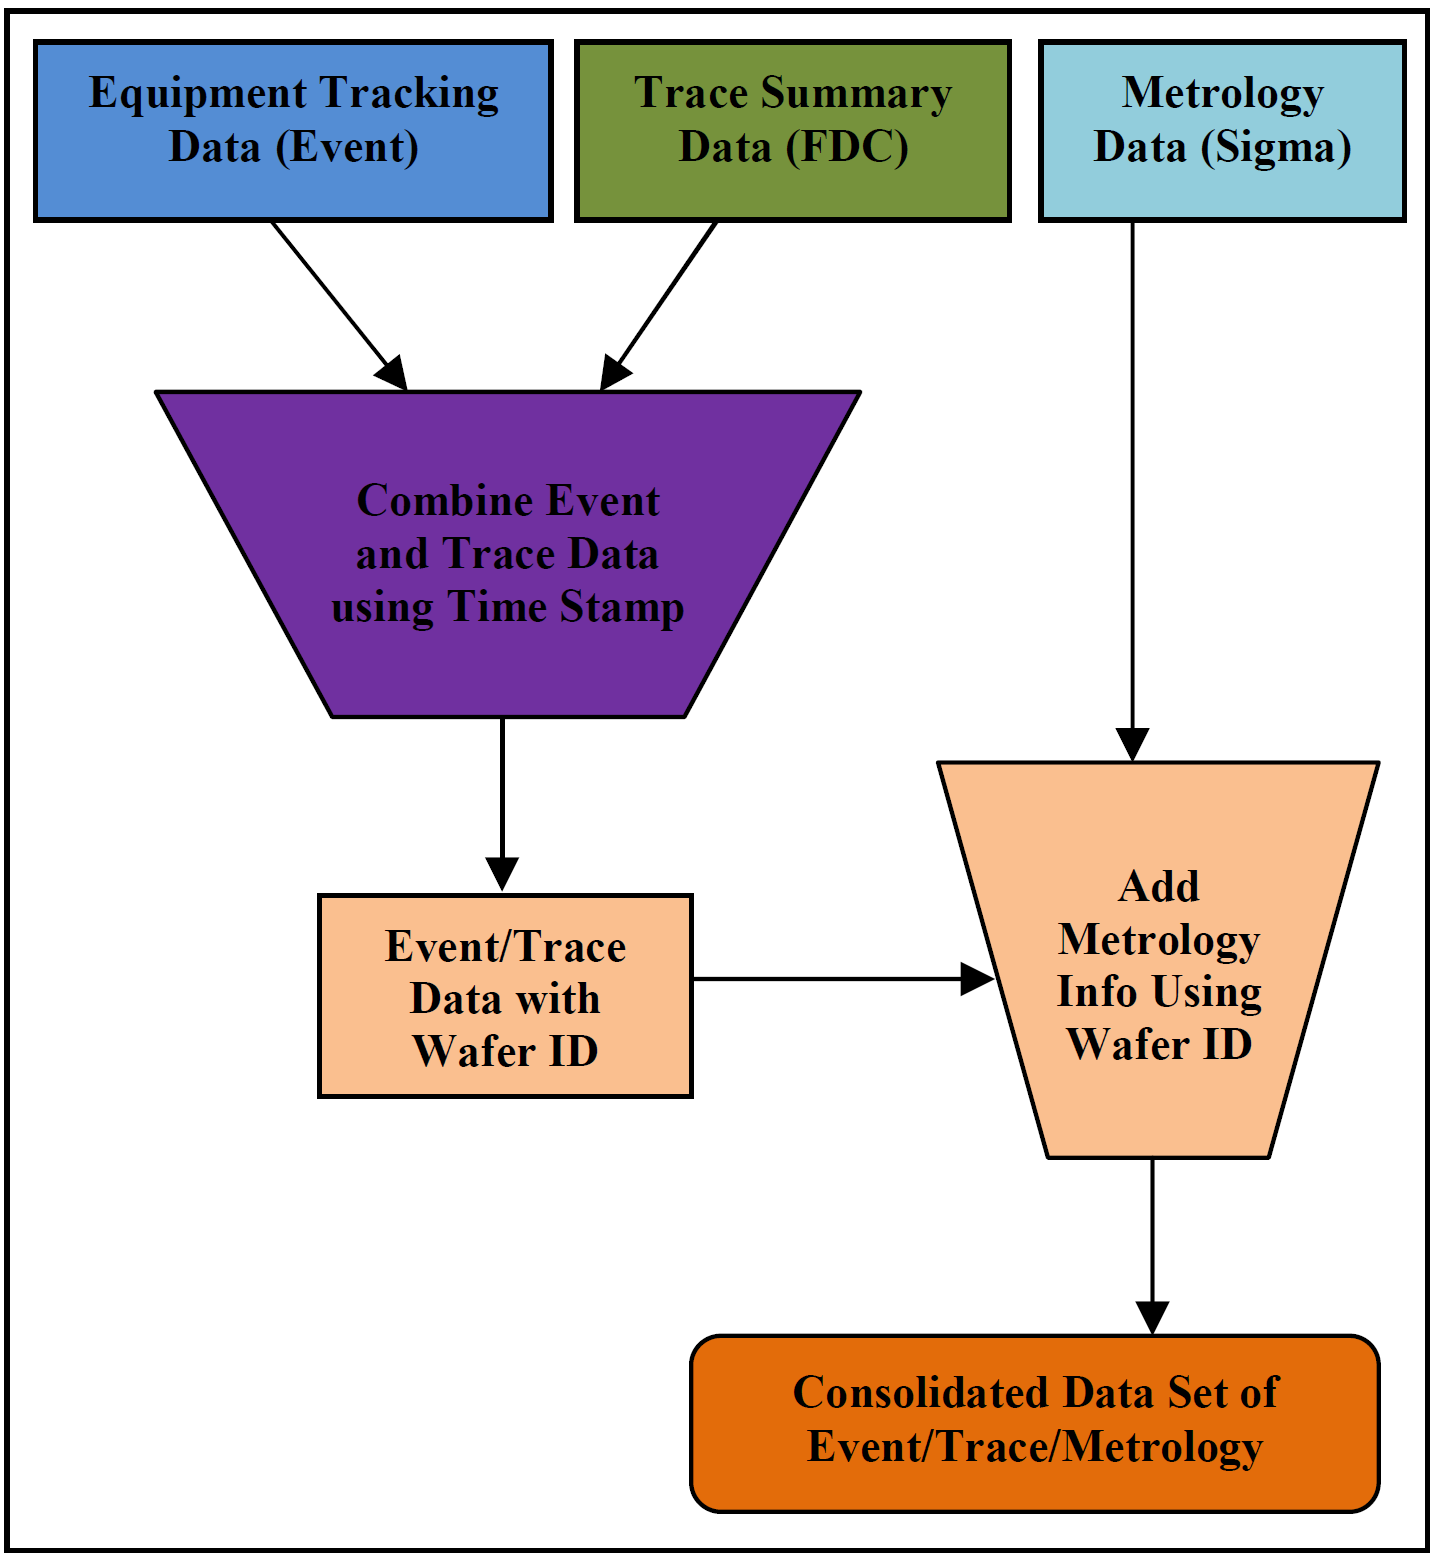 Equipment Tracking
Data (Event)
Trace Summary
Data (FDC)
Metrology
Data (Sigma)
Combine Event
and Trace Data
using Time Stamp
Event/Trace
Data with
Wafer ID
Add
Metrology
Info Using
Wafer ID
Consolidated Data Set of
Event/Trace/Metrology